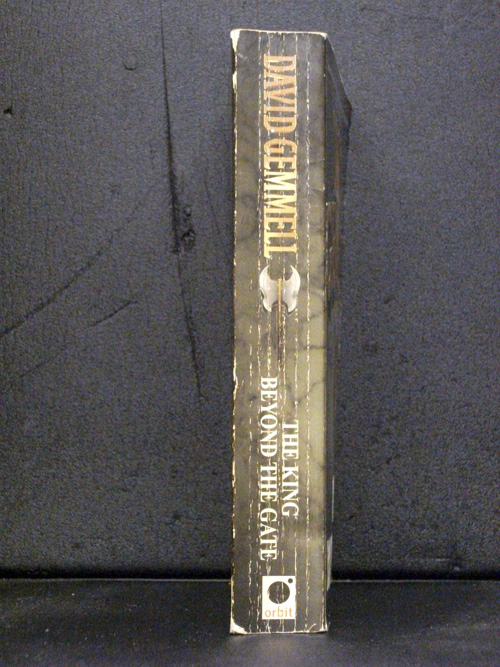 DAVID GEMMELL
THE KING
BEYOND THE GATE
orbit